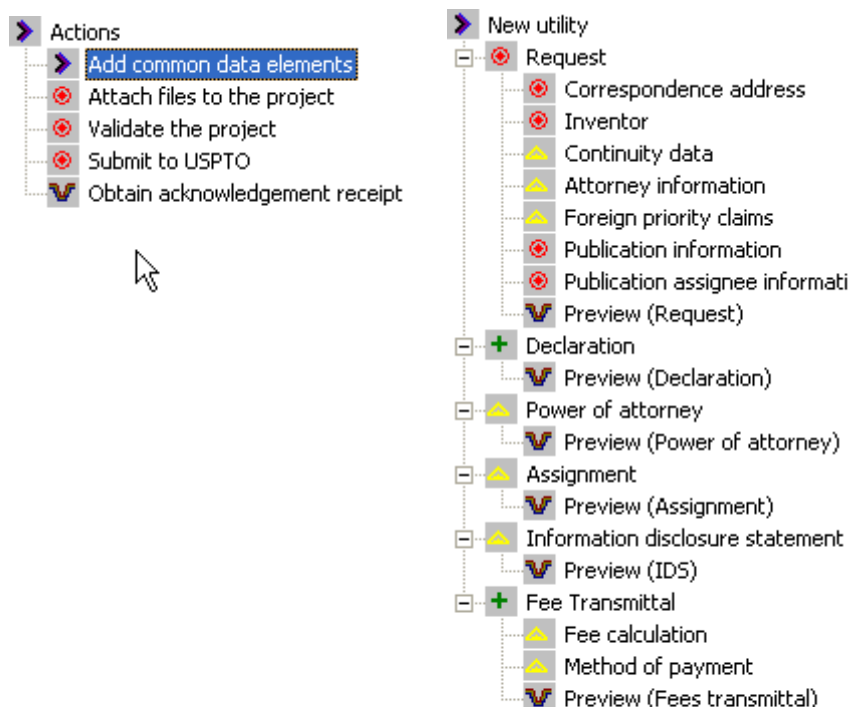 Actions
Add common data elements
Attach files to the project
Validate the project
Submit to USPTO
Obtain acknowledgement receipt
New utility
Request
Correspondence address
Inventor
Continuity data
Attorney information
Foreign priority claims
Publication information
Publication assignee informati
Preview (Request)
Declaration
Preview (Declaration)
Power of attorney
Preview (Power of attorney)
Assignment
Preview (Assignment)
Information disclosure statement
Preview (IDS)
Fee Transmittal
Fee calculation
Method of payment
Preview (Fees transmittal)